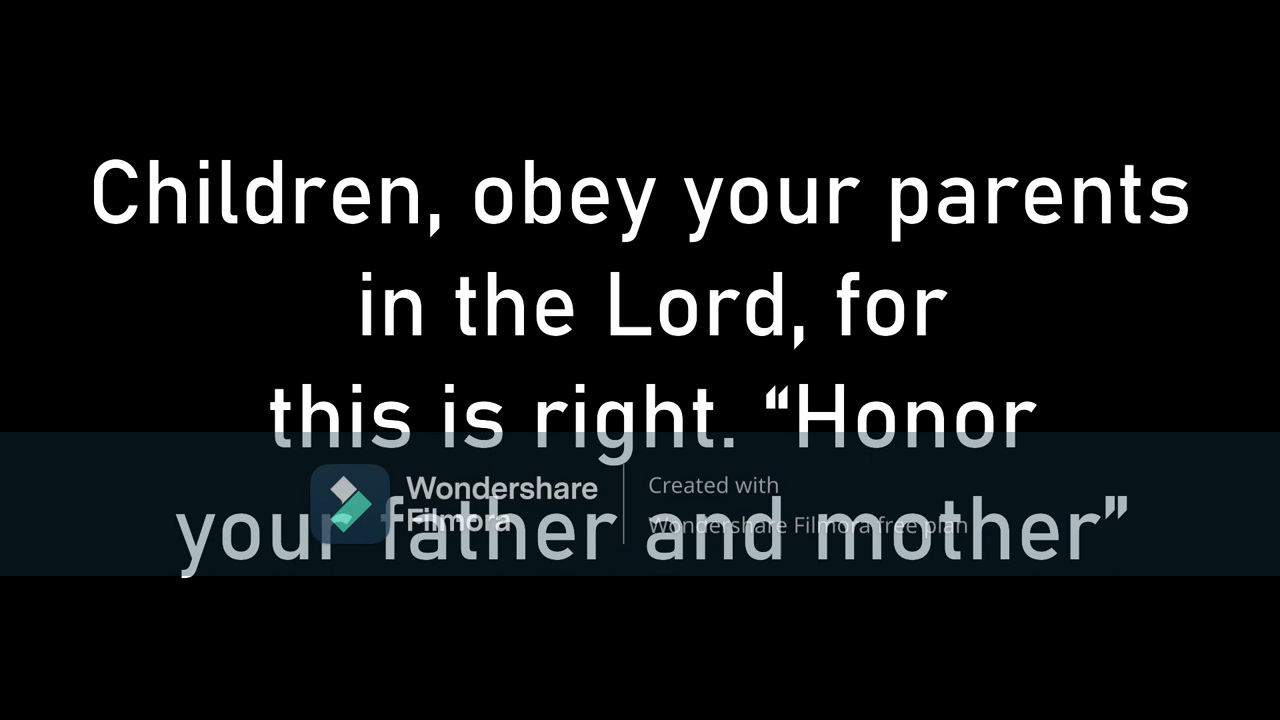 Children, obey your parents
in the Lord, for
this is right. “Honor
your father and mother”
Wondershare
Filmora
Created with
Wondershare Filmora free plan